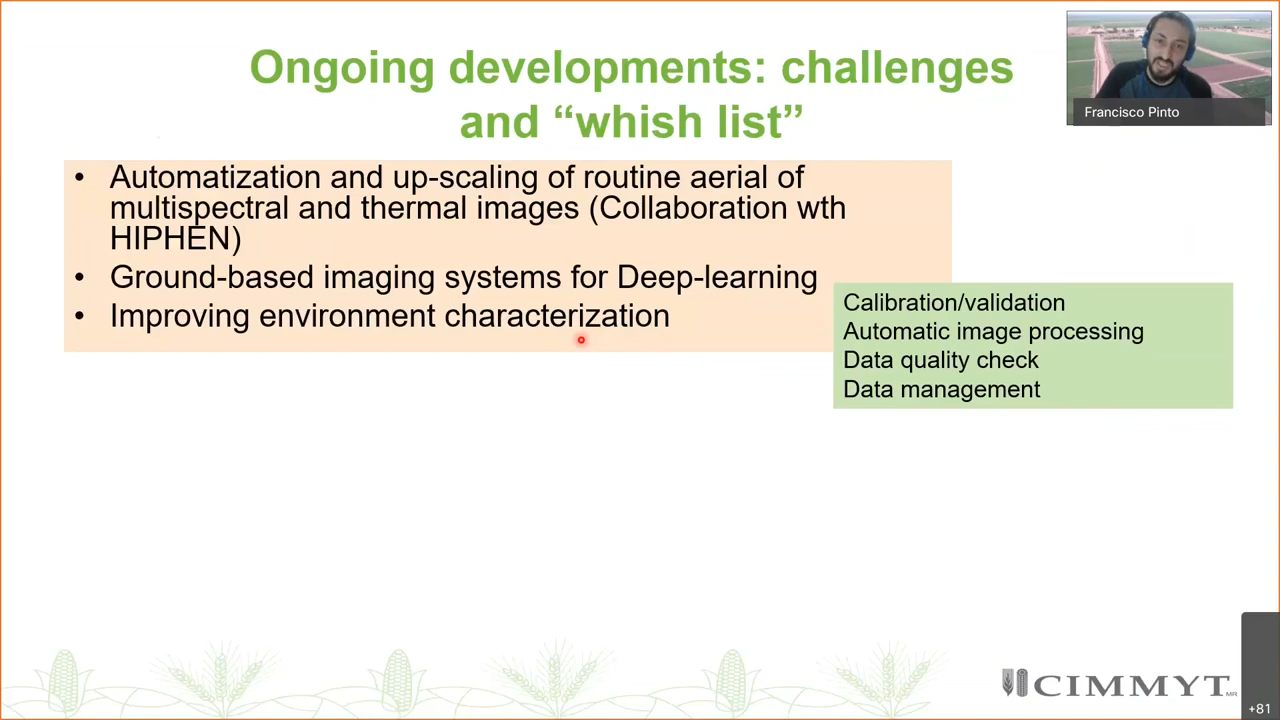 Ongoing developments: challenges
and “whish list”
Francisco Pinto
• Automatization and up-scaling of routine aerial of
multispectral and thermal images (Collaboration wth
HIPHEN)
• Ground-based imaging systems for Deep-learning
• Improving environment characterization
Calibration/validation
Automatic image processing
Data quality check
Data management
CIMMYT MR
+81